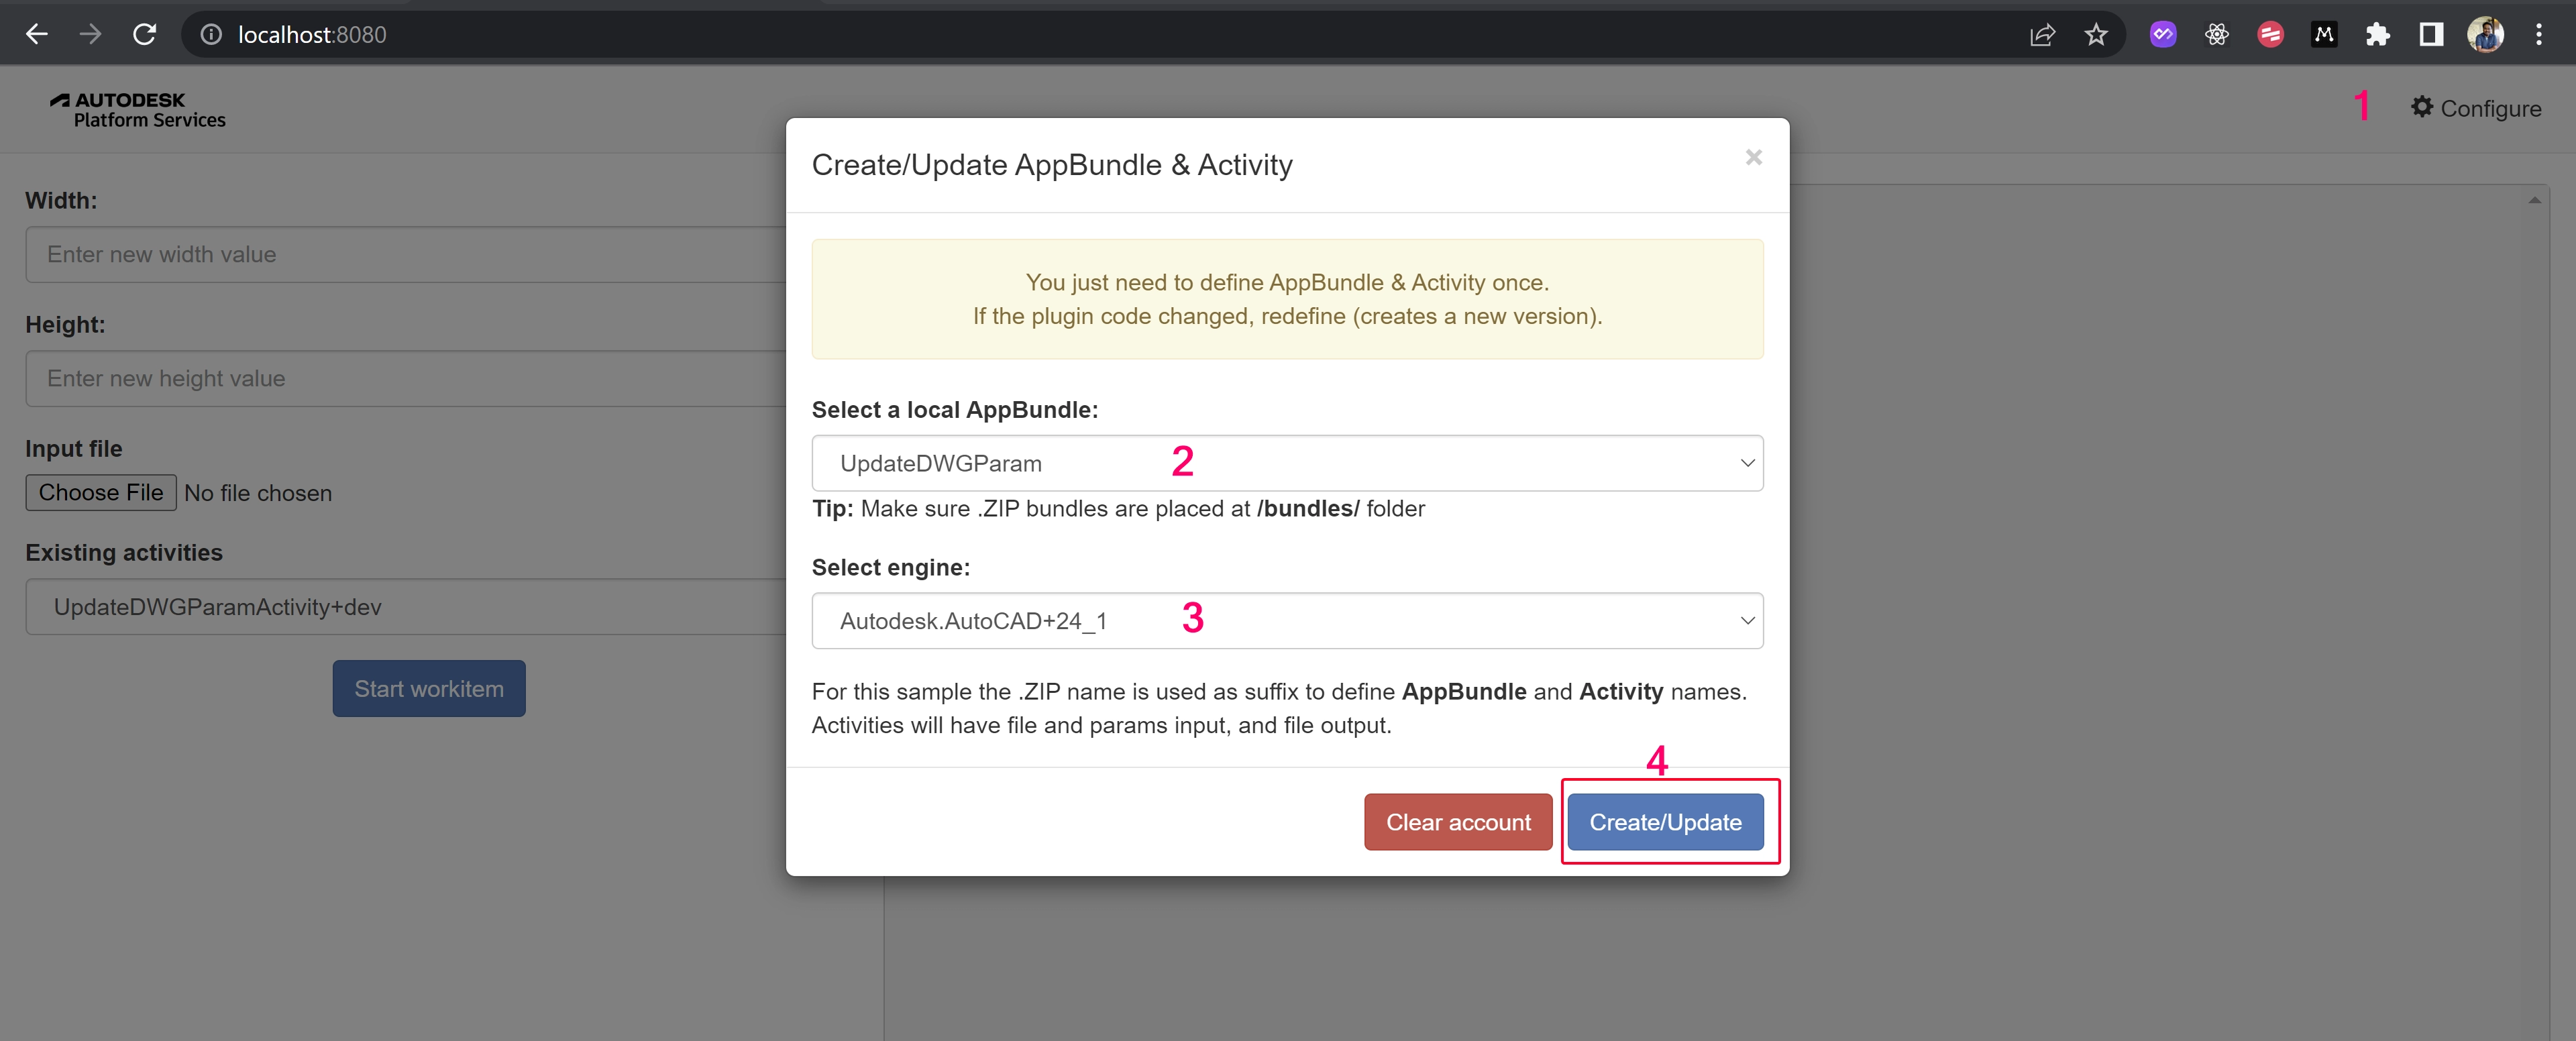 localhost:8080
AUTODESK
Platform Services
1
Configure
Width:
Enter new width value
Height:
Enter new height value
Input file
Choose File No file chosen
Existing activities
UpdateDWGParamActivity+dev
Start workitem
Create/Update AppBundle & Activity
×
You just need to define AppBundle & Activity once.
If the plugin code changed, redefine (creates a new version).
Select a local AppBundle:
UpdateDWGParam 2
Tip: Make sure .ZIP bundles are placed at /bundles/ folder
Select engine:
Autodesk.AutoCAD+24_1 3
For this sample the .ZIP name is used as suffix to define AppBundle and Activity names.
Activities will have file and params input, and file output.
4
Clear account Create/Update